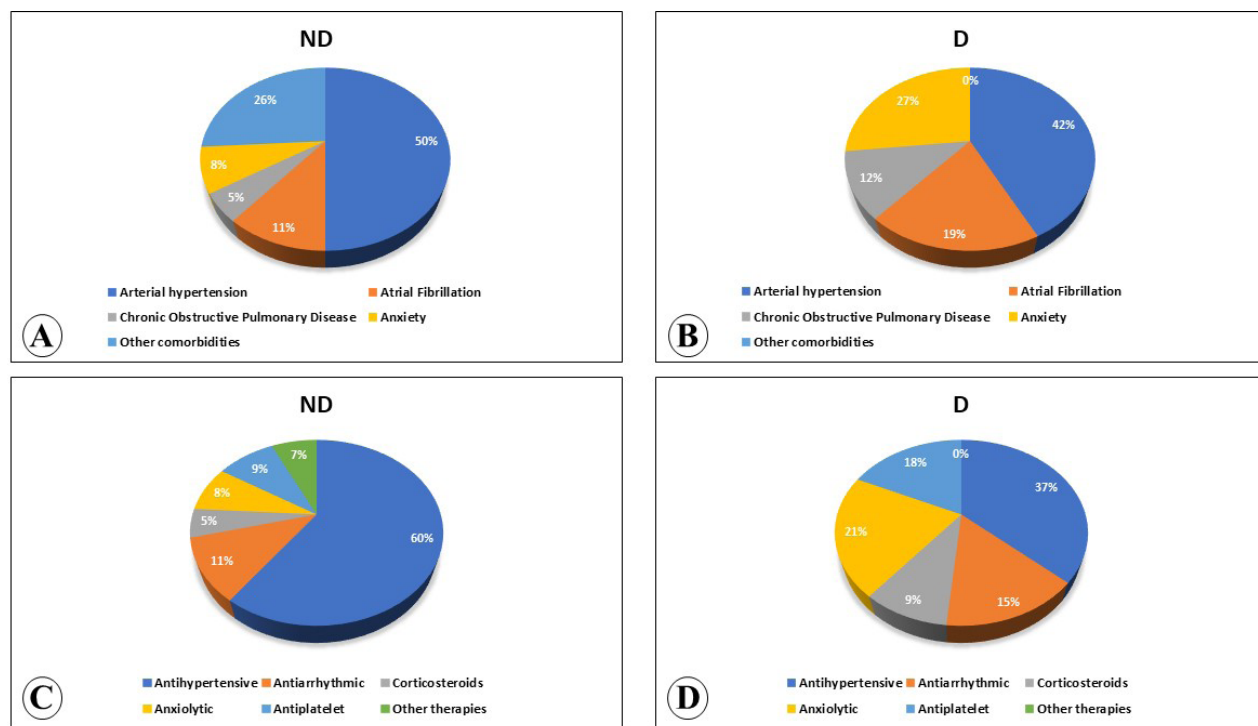 ND
26%
50%
8%
5%
11%
Arterial hypertension
Atrial Fibrillation
Chronic Obstructive Pulmonary Disease
Anxiety
Other comorbidities
A
D
0%
27%
42%
12%
19%
Arterial hypertension
Atrial Fibrillation
Chronic Obstructive Pulmonary Disease
Anxiety
Other comorbidities
B
ND
7%
9%
8%
5%
60%
11%
Antihypertensive
Antiarrhythmic
Corticosteroids
Anxiolytic
Antiplatelet
Other therapies
C
D
0%
18%
37%
21%
9%
15%
Antihypertensive
Antiarrhythmic
Corticosteroids
Anxiolytic
Antiplatelet
Other therapies
D